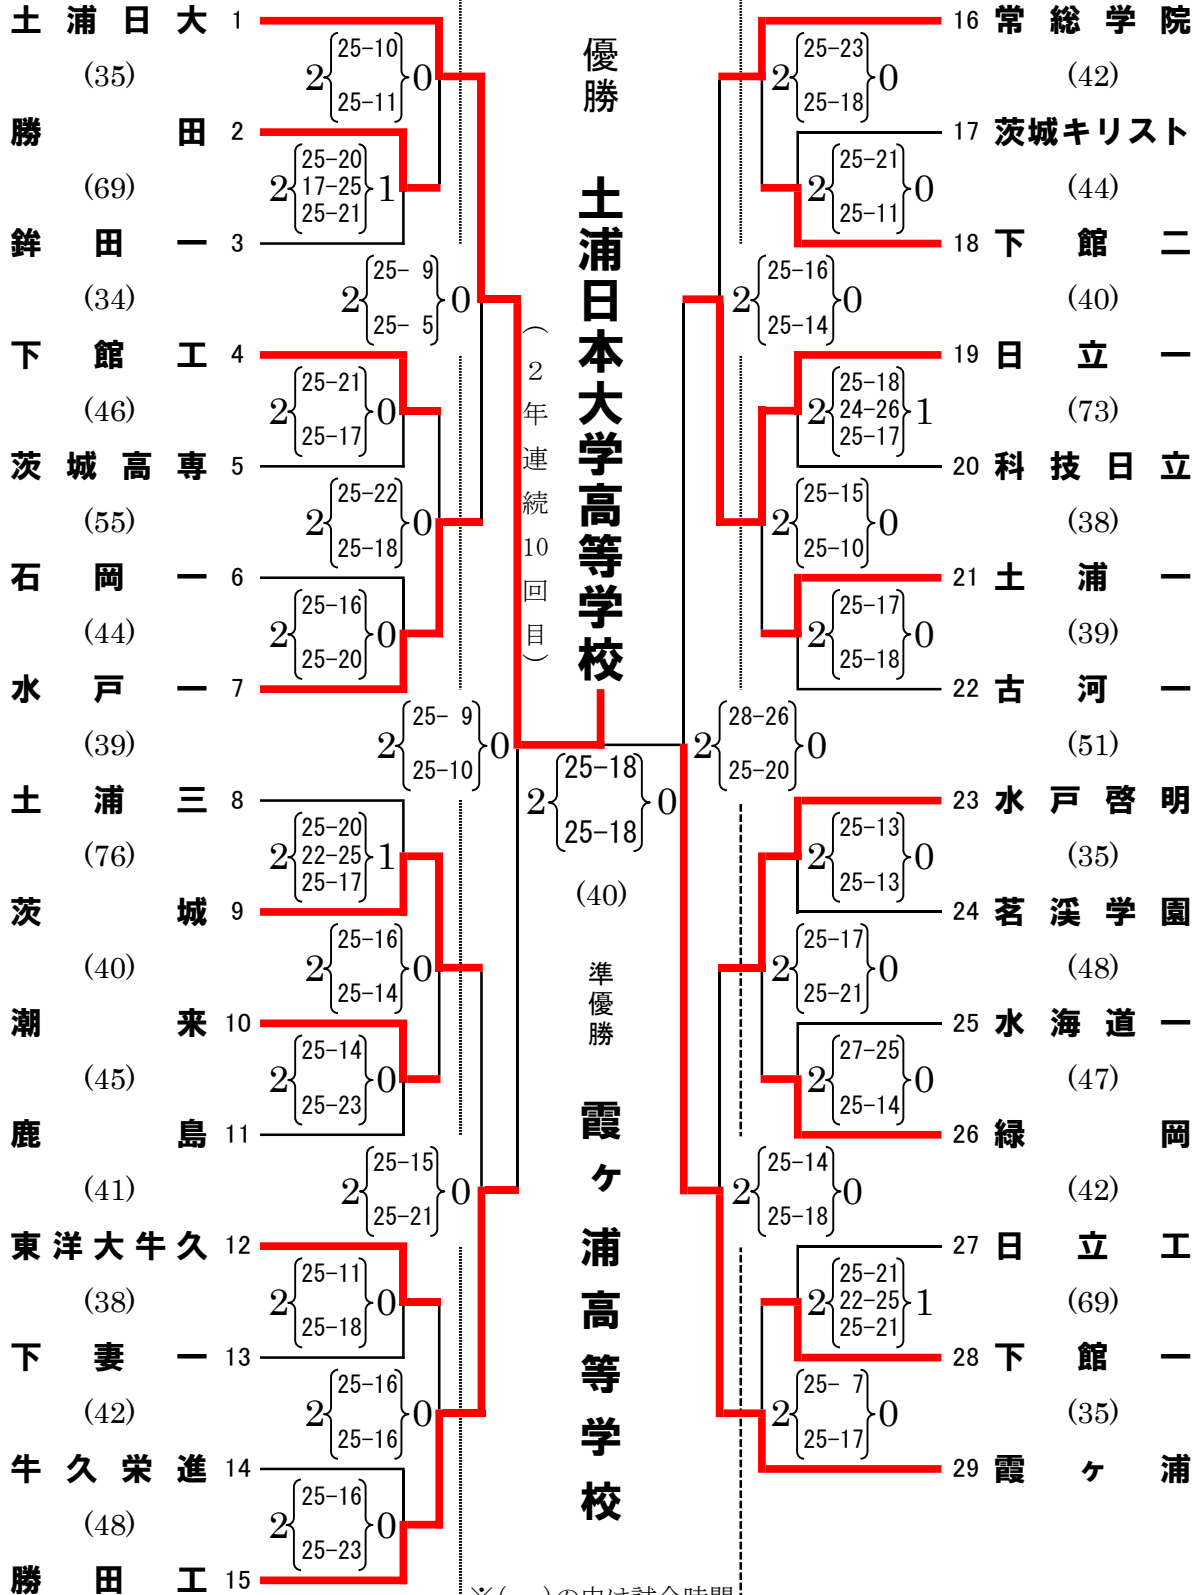 土浦日大 1
(35)
2 25-10 0
25-11
勝田 2
(69)
2 25-20 1
17-25
25-21
鉾田一 3
(34)
2 25- 9 0
25- 5
下館工 4
(46)
2 25-21 0
25-17
茨城高専 5
(55)
2 25-22 0
25-18
石岡一 6
(44)
2 25-16 0
25-20
水戸一 7
(39)
2 25- 9 0
25-10
土浦三 8
(76)
2 25-20 1
22-25
25-17
茨城 9
(40)
2 25-16 0
25-14
潮来 10
(45)
2 25-14 0
25-23
鹿島 11
(41)
2 25-15 0
25-21
東洋大牛久 12
(38)
2 25-11 0
25-18
下妻一 13
(42)
2 25-16 0
25-16
牛久栄進 14
(48)
2 25-16 0
25-23
勝田工 15
優勝
土浦日本大学高等学校
(2年連続10回目)
2 25-18 0
25-18
(40)
準優勝
霞ヶ浦高等学校
※( )の中は試合時間
16 常総学院
(42)
2 25-23 0
25-18
17 茨城キリスト
(44)
2 25-21 0
25-11
18 下館二
(40)
2 25-16 0
25-14
19 日立一
(73)
2 25-18 1
24-26
25-17
20 科技日立
(38)
2 25-15 0
25-10
21 土浦一
(39)
2 25-17 0
25-18
22 古河一
(51)
2 28-26 0
25-20
23 水戸啓明
(35)
2 25-13 0
25-13
24 茗渓学園
(48)
2 25-17 0
25-21
25 水海道一
(47)
2 27-25 0
25-14
26 緑岡
(42)
2 25-14 0
25-18
27 日立工
(69)
2 25-21 1
22-25
25-21
28 下館一
(35)
2 25- 7 0
25-17
29 霞ヶ浦